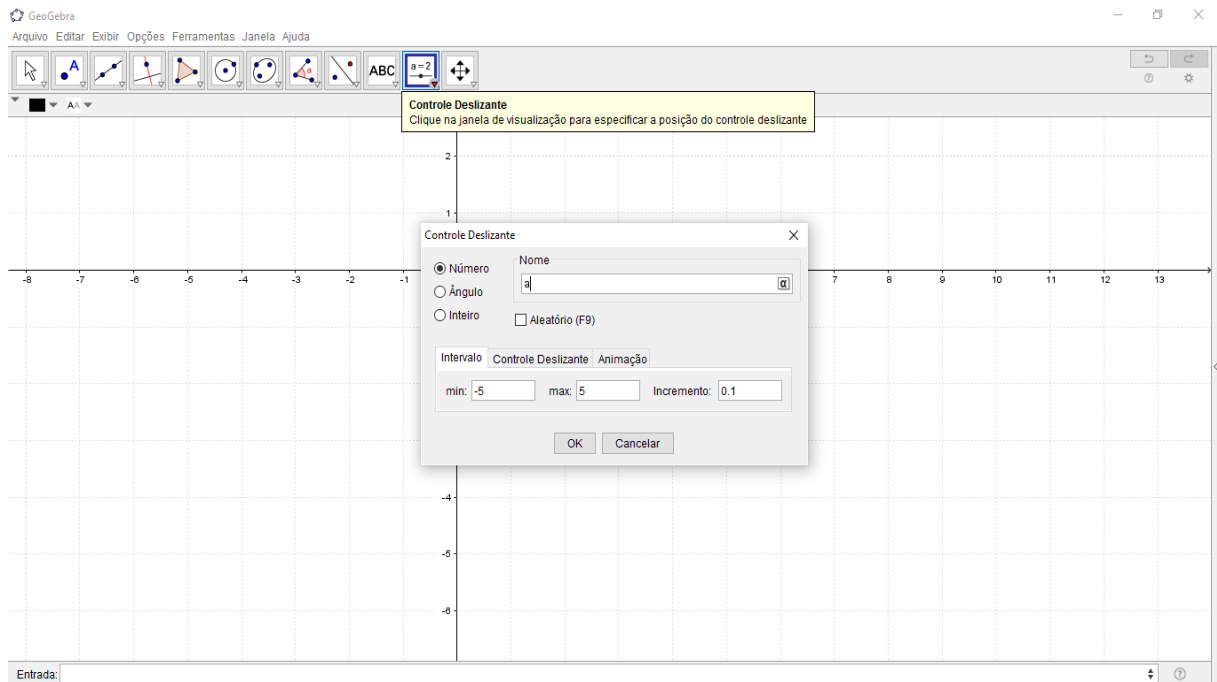 GeoGebra
Arquivo Editar Exibir Opções Ferramentas Janela Ajuda
A α ABC a=2
AA
Controle Deslizante
Clique na janela de visualização para especificar a posição do controle deslizante
2
1
Controle Deslizante
Número
Nome
a
α
Ângulo
Inteiro
Aleatório (F9)
-8 -7 -6 -5 -4 -3 -2 -1 7 8 9 10 11 12 13
Intervalo Controle Deslizante Animação
min: -5 max: 5 Incremento: 0.1
OK Cancelar
-4
-5
-6
Entrada: